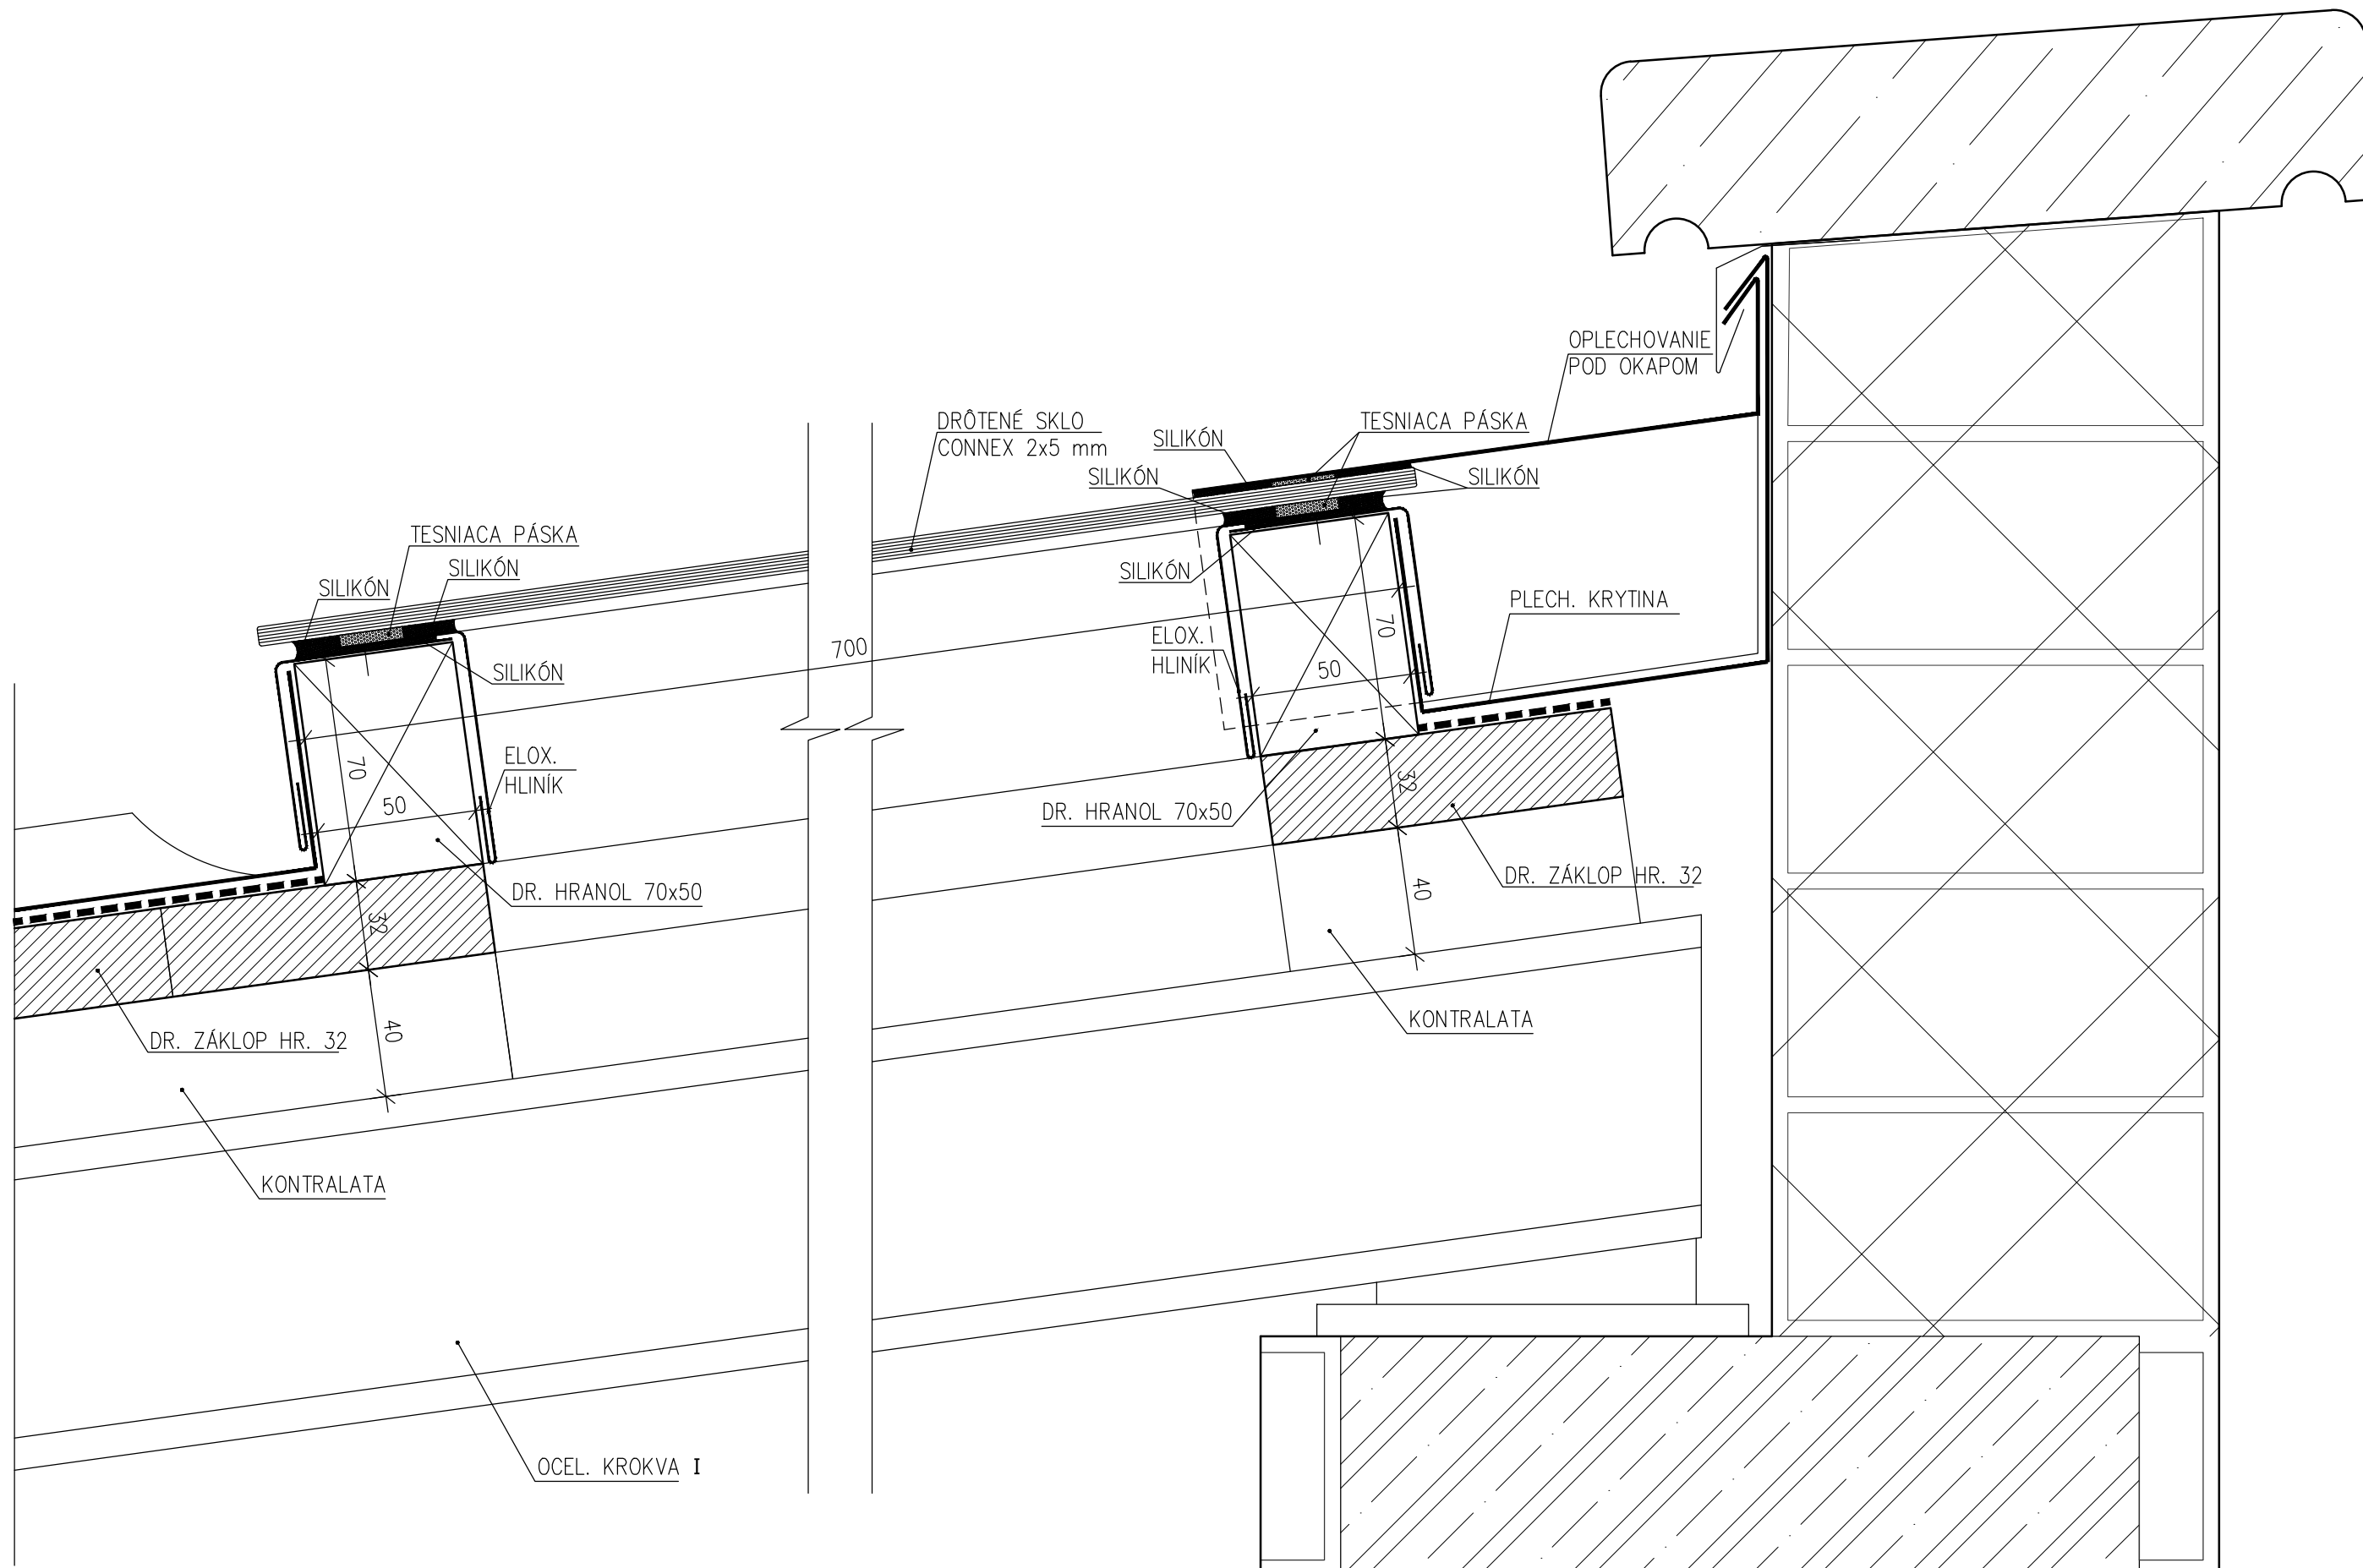 OPLECHOVANIE
POD OKAPOM
DRÔTENÉ SKLO
CONNEX 2x5 mm
SILIKÓN
TESNIACA PÁSKA
SILIKÓN
SILIKÓN
TESNIACA PÁSKA
SILIKÓN
SILIKÓN
SILIKÓN
PLECH. KRYTINA
70
ELOX.
HLINÍK
700
50
SILIKÓN
ELOX.
HLINÍK
70
50
32
DR. HRANOL 70x50
DR. ZÁKLOP HR. 32
40
DR. HRANOL 70x50
32
KONTRALATA
DR. ZÁKLOP HR. 32
40
KONTRALATA
OCEL. KROKVA I